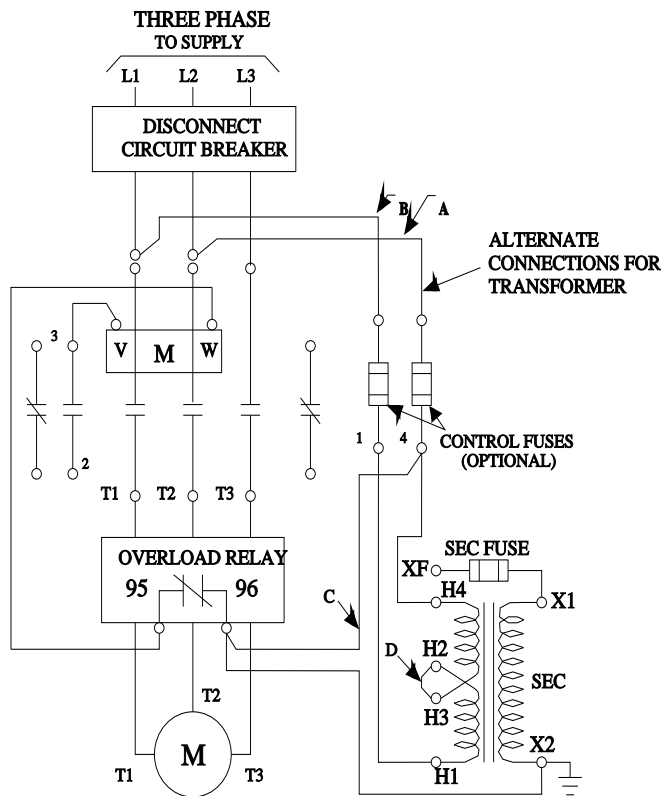 THREE PHASE
TO SUPPLY
L1 L2 L3
DISCONNECT
CIRCUIT BREAKER
B A
ALTERNATE
CONNECTIONS FOR
TRANSFORMER
3 V M W
1 4 CONTROL FUSES
(OPTIONAL)
2
T1 T2 T3
OVERLOAD RELAY
95 96
SEC FUSE
XF
H4 X1
C
D H2
SEC
H3
T2
M
X2
T1 T3 H1